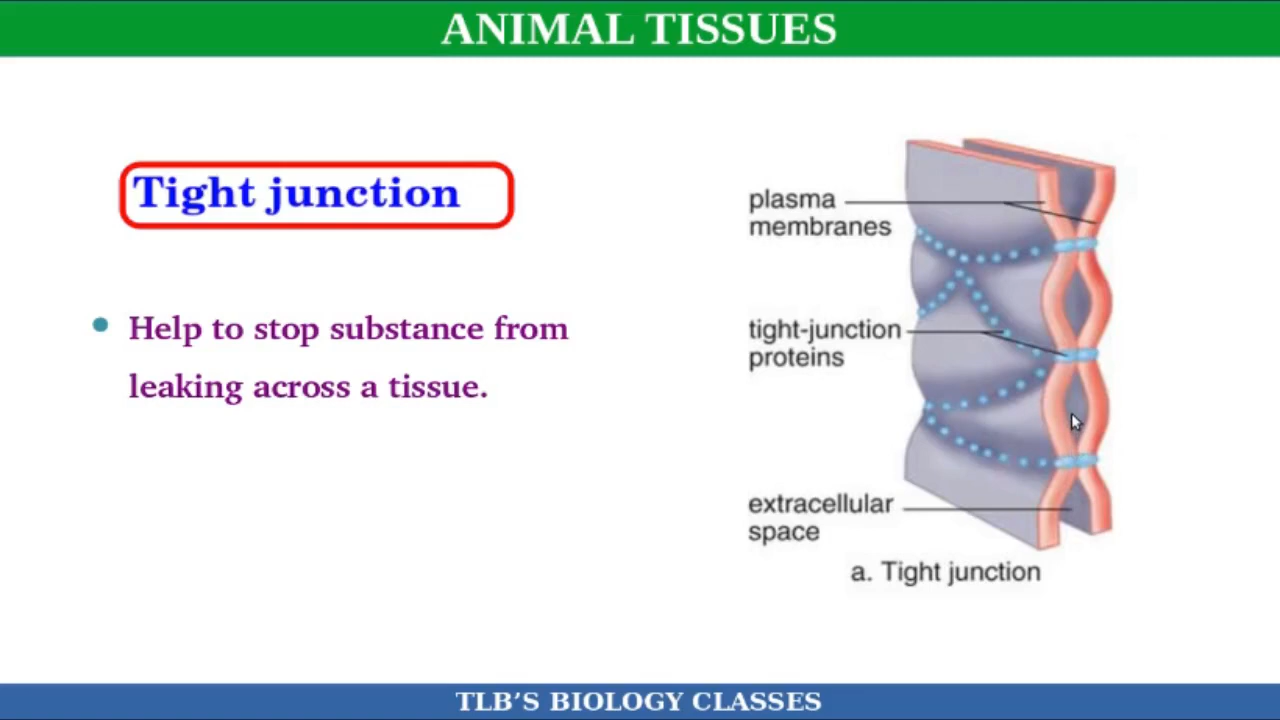 ANIMAL TISSUES
Tight junction
• Help to stop substance from
leaking across a tissue.
plasma
membranes
tight-junction
proteins
extracellular
space
a. Tight junction
TLB’S BIOLOGY CLASSES